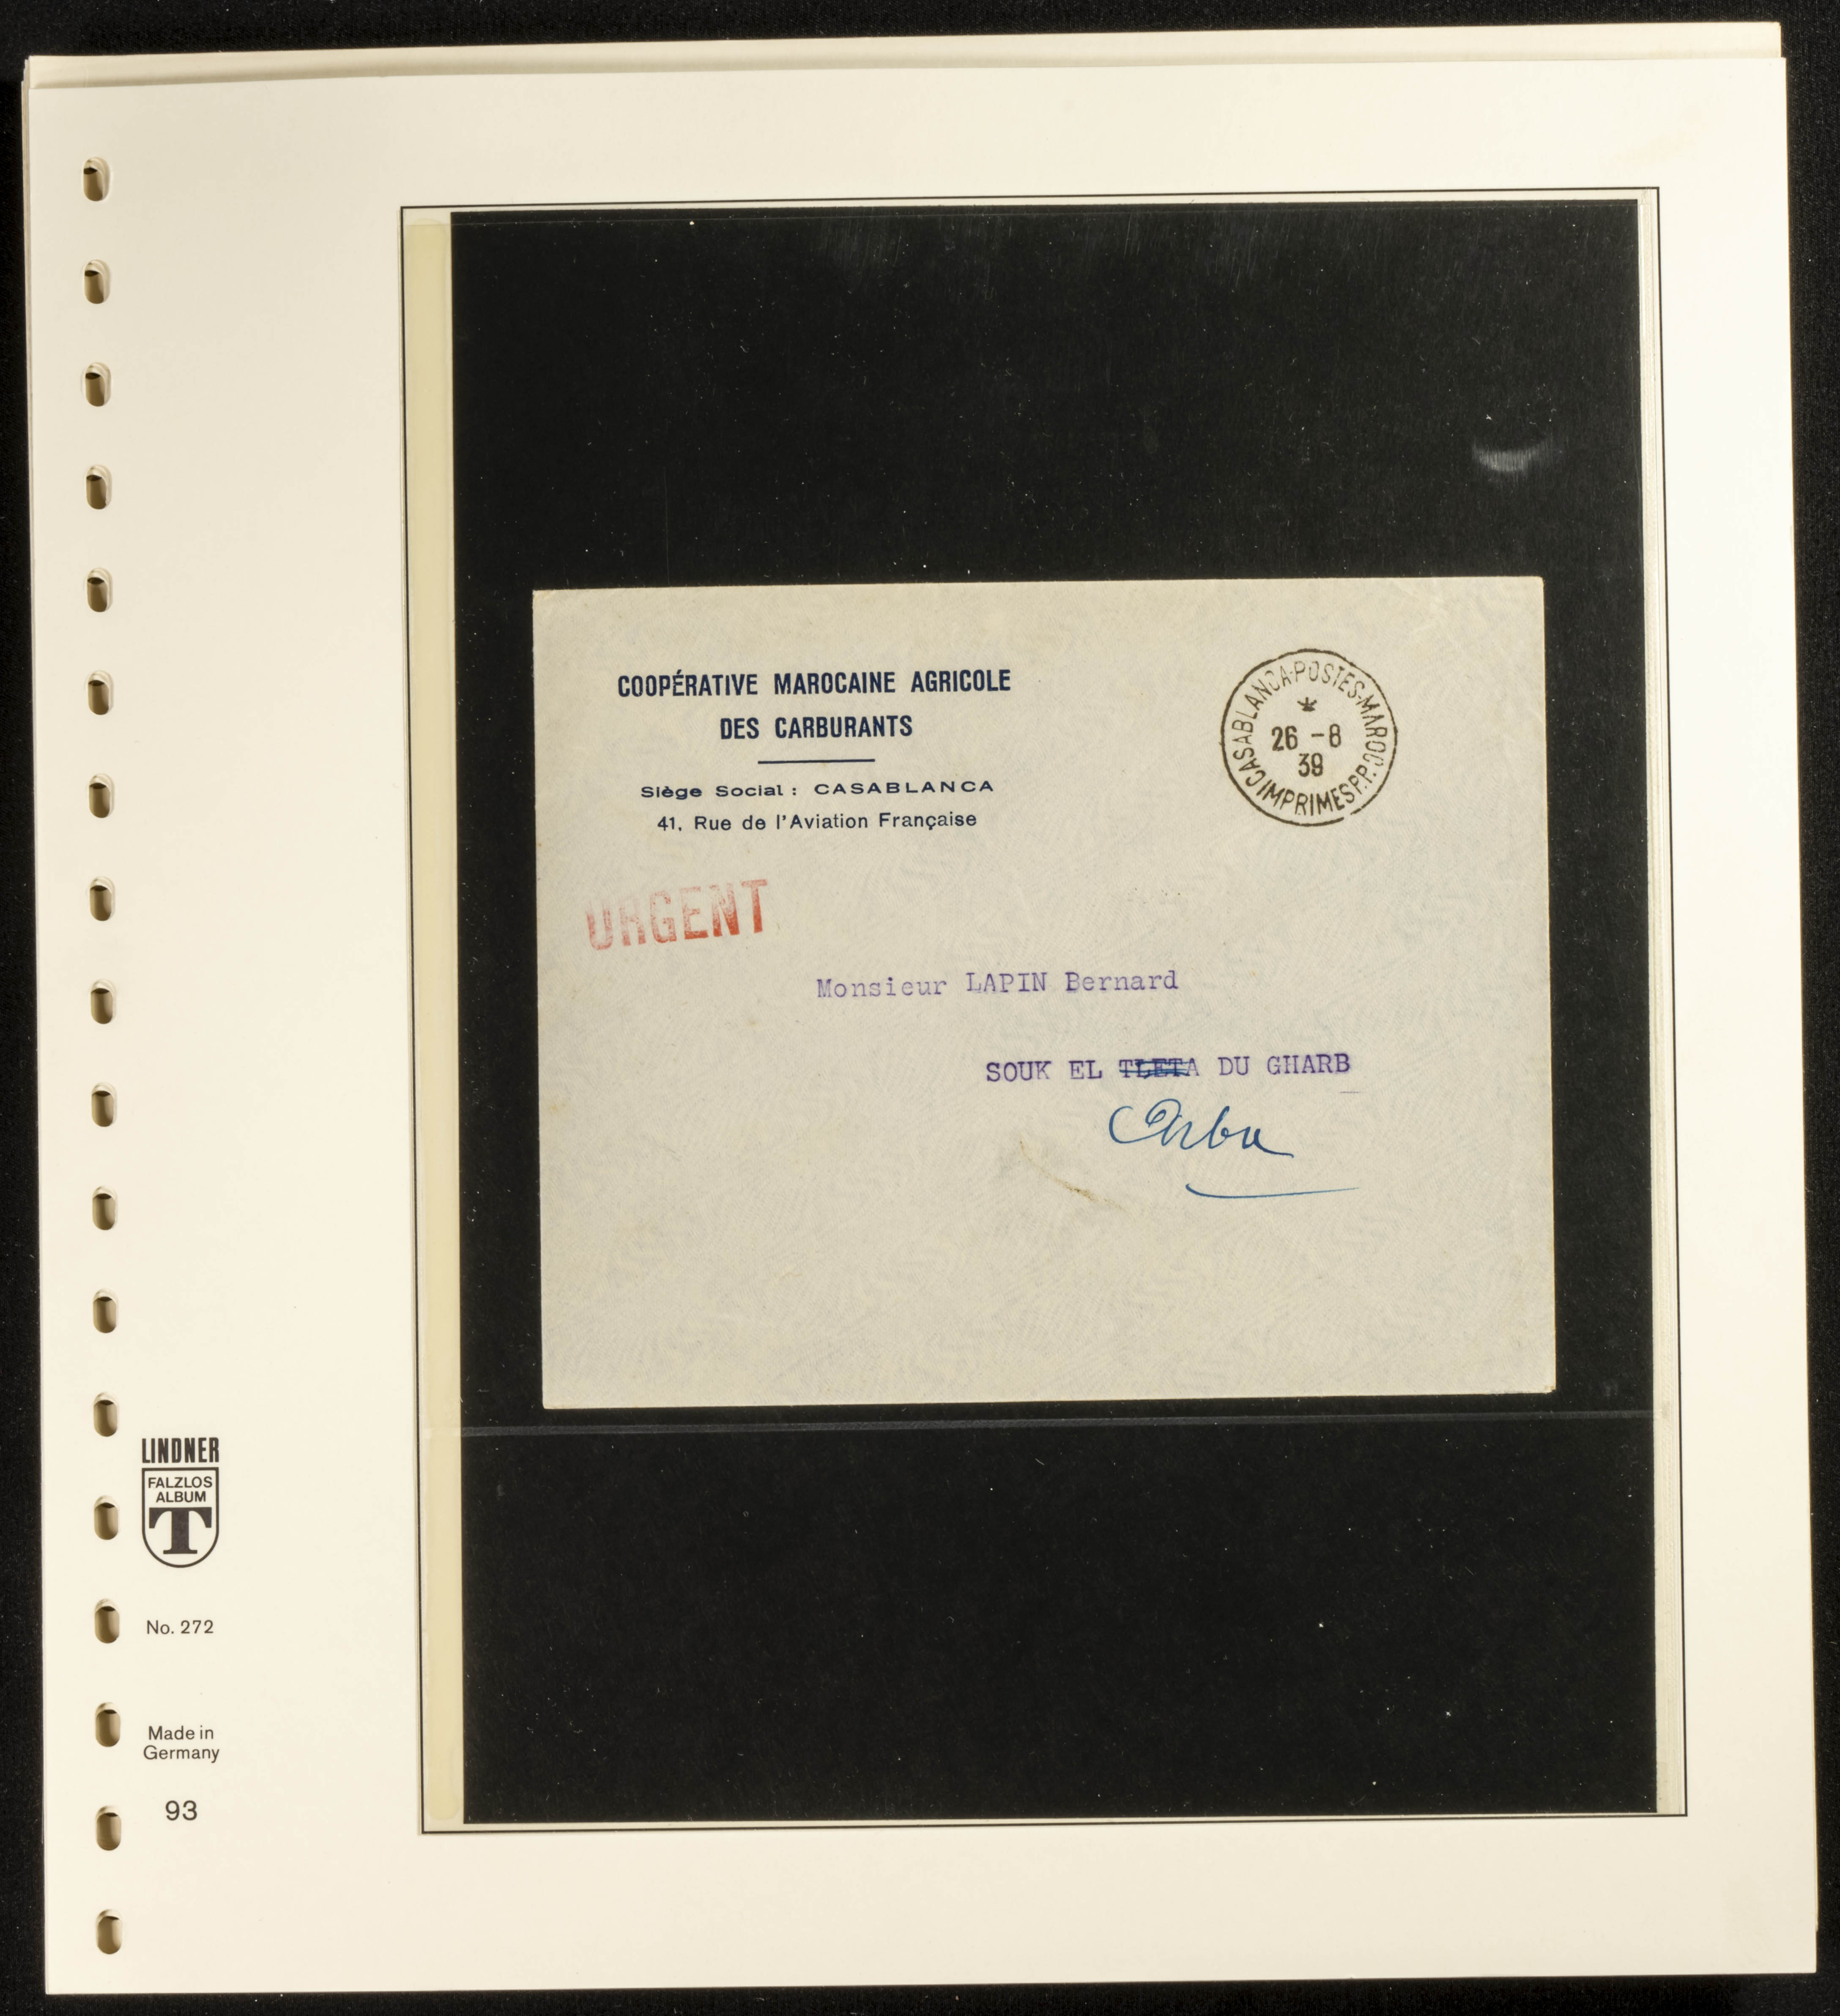 COOPÉRATIVE MAROCAINE AGRICOLE
DES CARBURANTS
Siège Social : CASABLANCA
41, Rue de l'Aviation Française
CASABLANCA-POSTES-MAROC
26 -8
39
IMPRIMES P.P.
URGENT
Monsieur LAPIN Bernard
SOUK EL TLETA DU GHARB
Arba
LINDNER
FALZLOS
ALBUM
T
No. 272
Made in
Germany
93